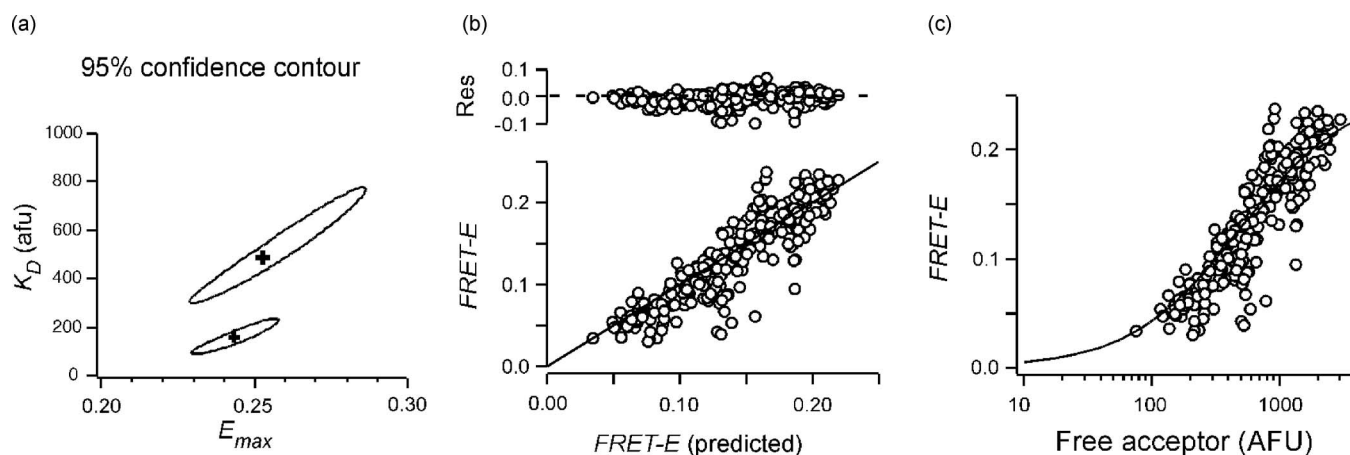 (a)
95% confidence contour
1000
800
600
400
200
0
K_D (afu)
0.20
0.25
0.30
E_max
(b)
0.1
0.0
-0.1
Res
0.2
0.1
0.0
FRET-E
0.00
0.10
0.20
FRET-E (predicted)
(c)
0.2
0.1
0.0
FRET-E
10
100
1000
Free acceptor (AFU)